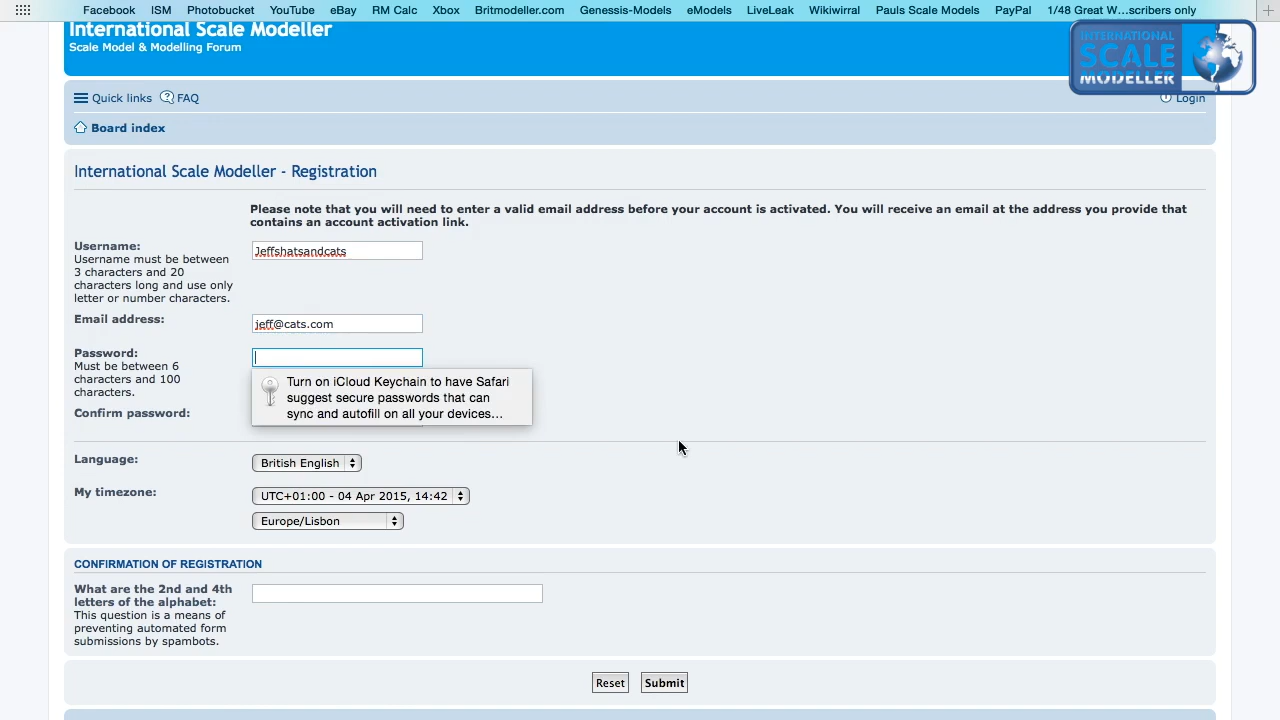 Facebook ISM Photobucket YouTube eBay RM Calc Xbox Britmodeller.com Genessis-Models eModels LiveLeak Wikiwirral Pauls Scale Models PayPal 1/48 Great W...scribers only
International Scale Modeller
Scale Model & Modelling Forum
INTERNATIONAL
SCALE
MODELLER
Quick links FAQ
Login
Board index
International Scale Modeller - Registration
Please note that you will need to enter a valid email address before your account is activated. You will receive an email at the address you provide that
contains an account activation link.
Username:
Username must be between
3 characters and 20
characters long and use only
letter or number characters.
Jeffshatsandcats
Email address:
jeff@cats.com
Password:
Must be between 6
characters and 100
characters.
Turn on iCloud Keychain to have Safari
suggest secure passwords that can
sync and autofill on all your devices...
Confirm password:
Language:
British English
My timezone:
UTC+01:00 - 04 Apr 2015, 14:42
Europe/Lisbon
CONFIRMATION OF REGISTRATION
What are the 2nd and 4th
letters of the alphabet:
This question is a means of
preventing automated form
submissions by spambots.
Reset Submit